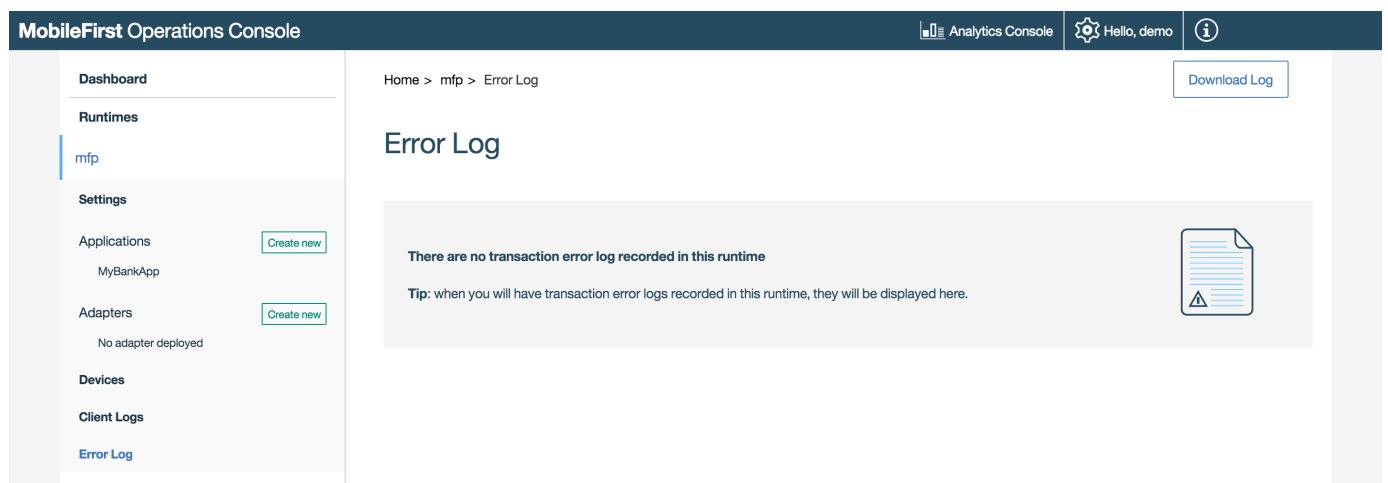 MobileFirst Operations Console
Analytics Console
Hello, demo
Dashboard
Runtimes
mfp
Settings
Applications
Create new
MyBankApp
Adapters
Create new
No adapter deployed
Devices
Client Logs
Error Log
Home > mfp > Error Log
Download Log
Error Log
There are no transaction error log recorded in this runtime
Tip: when you will have transaction error logs recorded in this runtime, they will be displayed here.